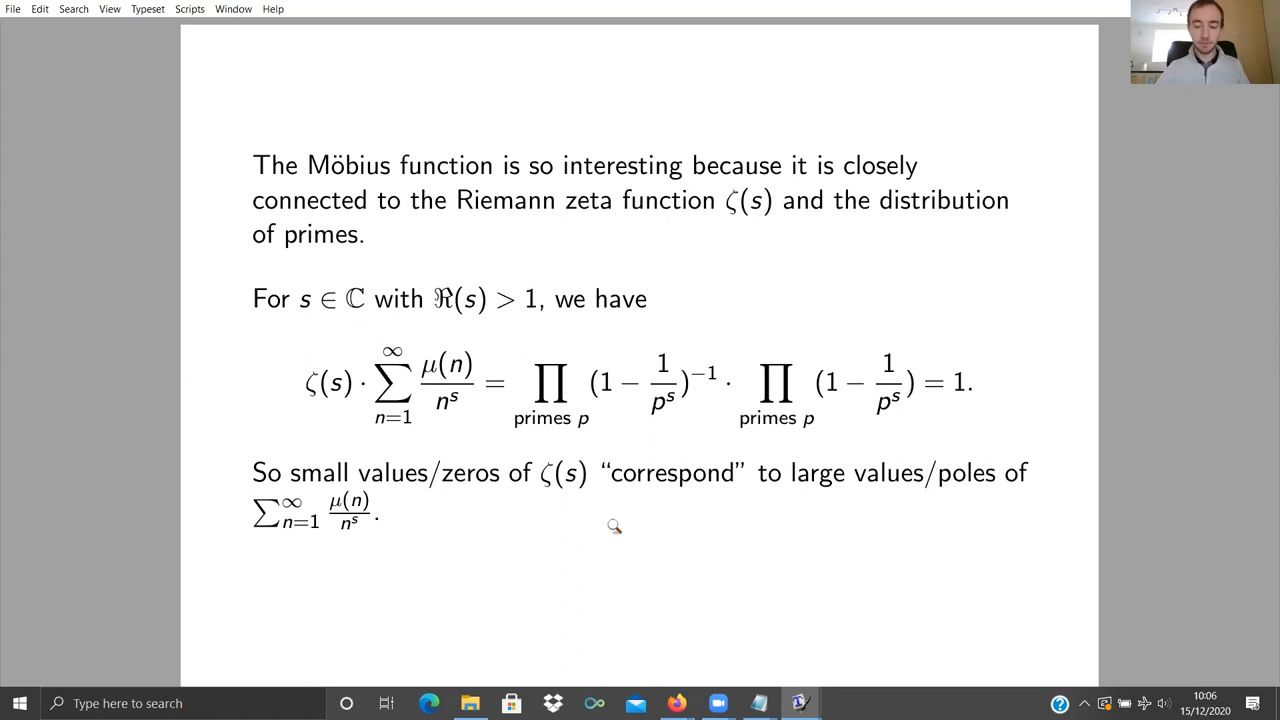 File Edit Search View Typeset Scripts Window Help
The Möbius function is so interesting because it is closely
connected to the Riemann zeta function ζ(s) and the distribution
of primes.
For s ∈ ℂ with ℜ(s) > 1, we have
ζ(s) · ∑_{n=1}^{∞} μ(n)/n^s = ∏_{primes p} (1 − 1/p^s)^{−1} · ∏_{primes p} (1 − 1/p^s) = 1.
So small values/zeros of ζ(s) “correspond” to large values/poles of
∑_{n=1}^{∞} μ(n)/n^s.
Type here to search
10:06
15/12/2020